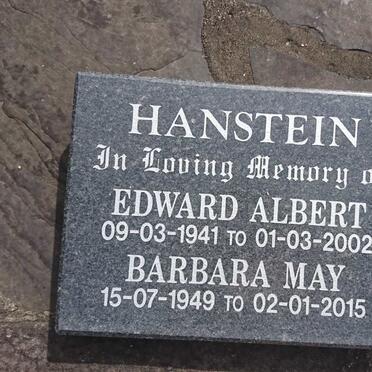 HANSTEIN
In Loving Memory o
EDWARD ALBERT
09-03-1941 TO 01-03-2002
BARBARA MAY
15-07-1949 TO 02-01-2015